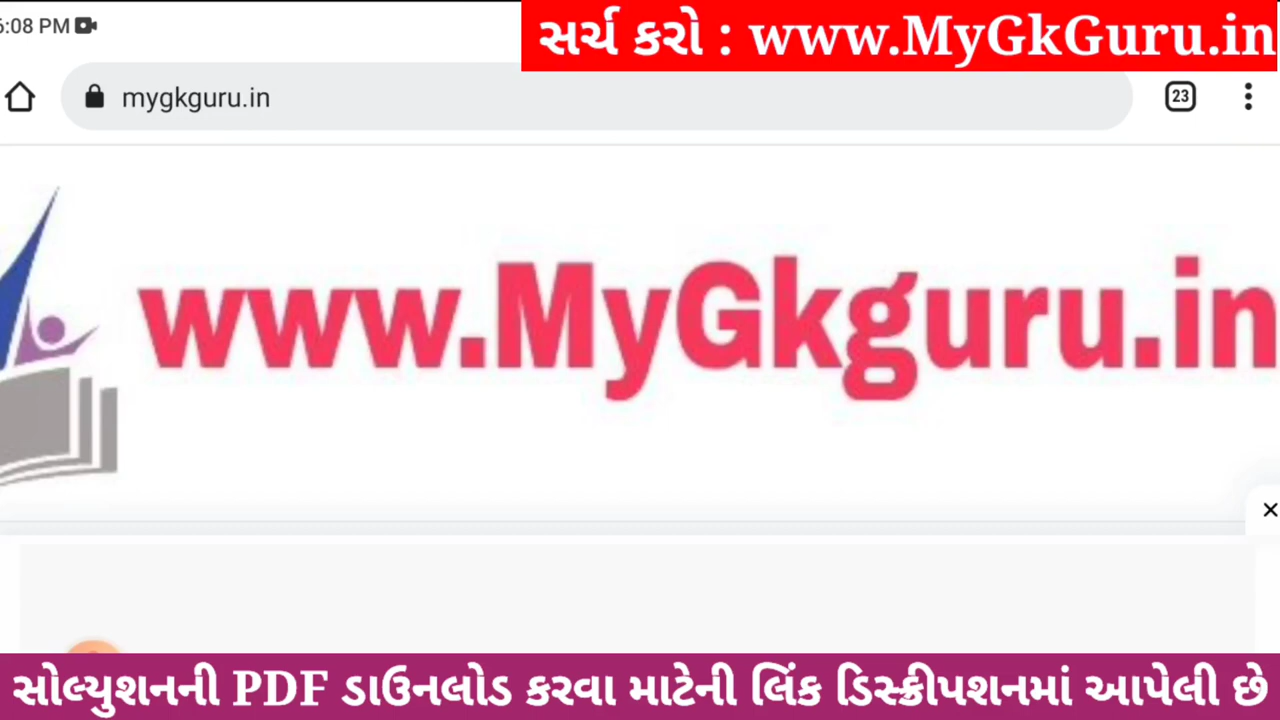 6:08 PM
સર્ચ કરો : www.MyGkGuru.in
mygkguru.in
23
www.MyGkguru.in
સોલ્યુશનની PDF ડાઉનલોડ કરવા માટેની લિંક ડિસ્ક્રીપશનમાં આપેલી છે